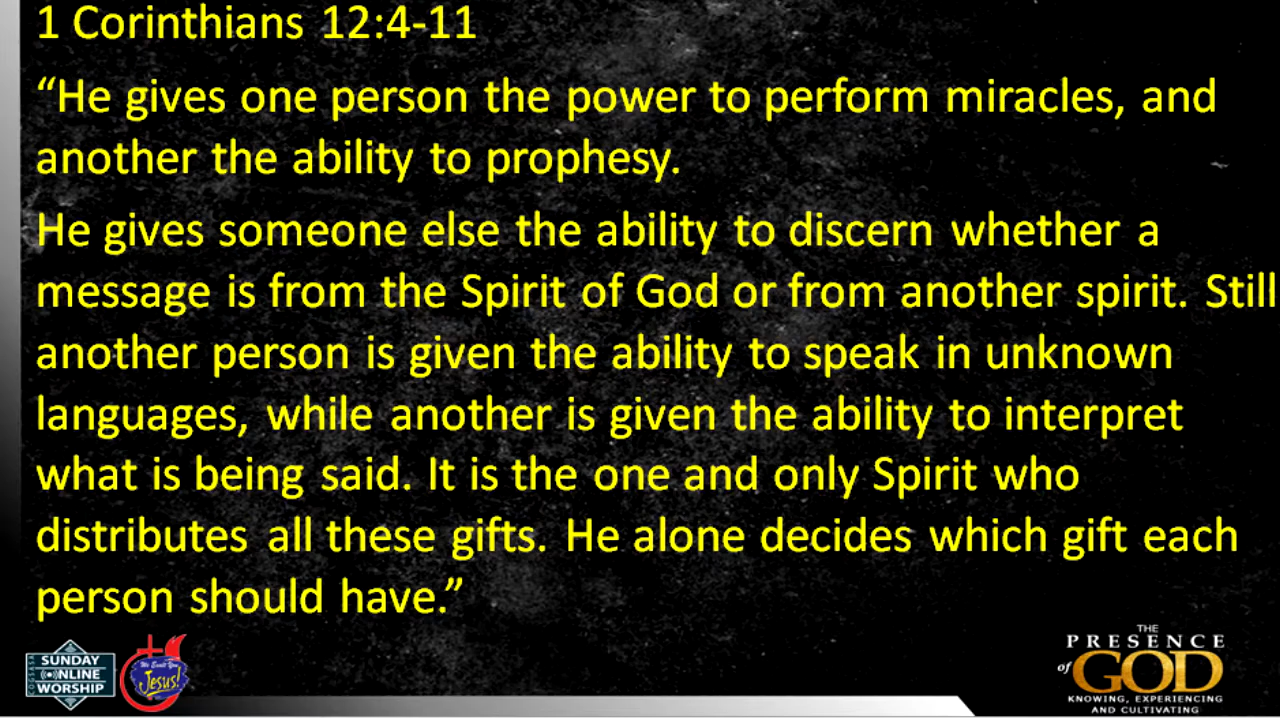 1 Corinthians 12:4-11
“He gives one person the power to perform miracles, and
another the ability to prophesy.
He gives someone else the ability to discern whether a
message is from the Spirit of God or from another spirit. Still
another person is given the ability to speak in unknown
languages, while another is given the ability to interpret
what is being said. It is the one and only Spirit who
distributes all these gifts. He alone decides which gift each
person should have.”
COGSASA
SUNDAY
ONLINE
WORSHIP
We Exalt You
Jesus!
THE
PRESENCE
of GOD
KNOWING, EXPERIENCING
AND CULTIVATING